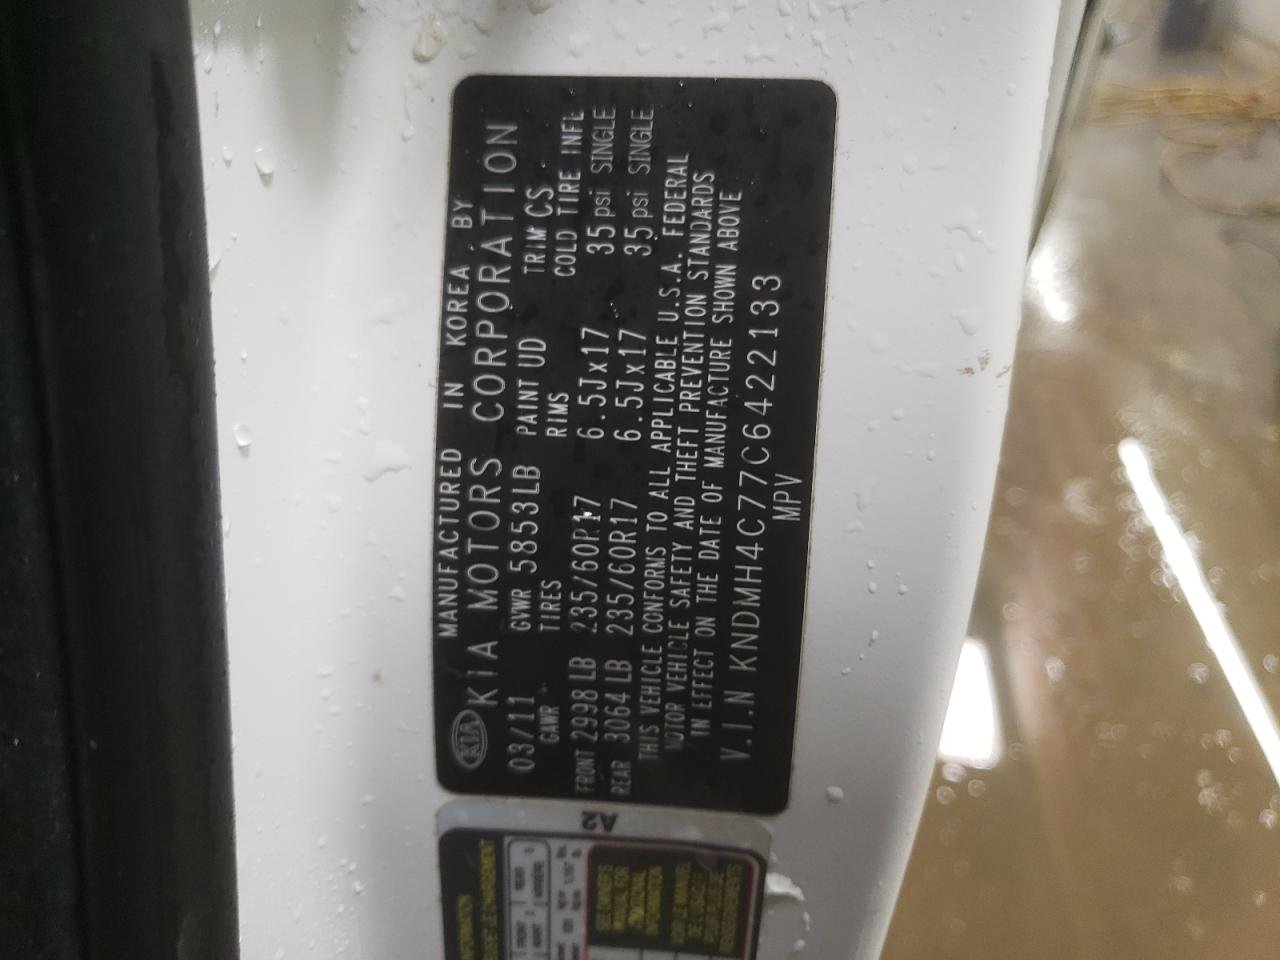 MANUFACTURED IN KOREA BY
KIA KIA MOTORS CORPORATION
03/11 GVWR 5853LB PAINT UD TRIM CS
GAWR TIRES RIMS COLD TIRE INFL
FRONT 2998 LB 235/60R17 6.5Jx17 35 psi SINGLE
REAR 3064 LB 235/60R17 6.5Jx17 35 psi SINGLE
THIS VEHICLE CONFORMS TO ALL APPLICABLE U.S.A. FEDERAL
MOTOR VEHICLE SAFETY AND THEFT PREVENTION STANDARDS
IN EFFECT ON THE DATE OF MANUFACTURE SHOWN ABOVE
V.I.N KNDMH4C77C6422133
MPV
A2